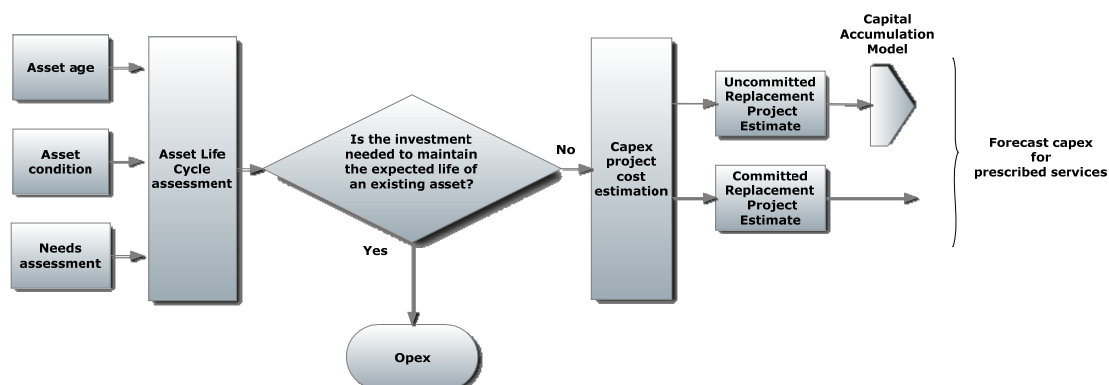 Capital
Accumulation
Model
Asset age
Asset
condition
Needs
assessment
Asset Life
Cycle
assessment
Is the investment
needed to maintain
the expected life of
an existing asset?
No
Yes
Opex
Capex
project
cost
estimation
Uncommitted
Replacement
Project
Estimate
Committed
Replacement
Project
Estimate
Forecast capex
for
prescribed services